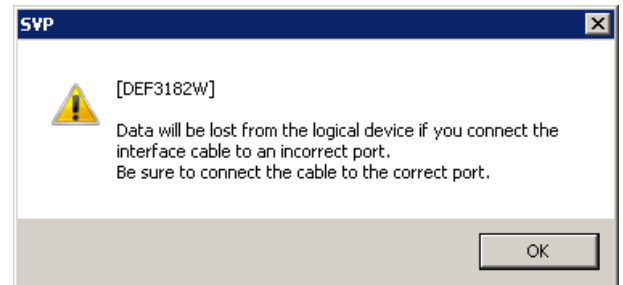 SVP
[DEF3182W]
Data will be lost from the logical device if you connect the
interface cable to an incorrect port.
Be sure to connect the cable to the correct port.
OK